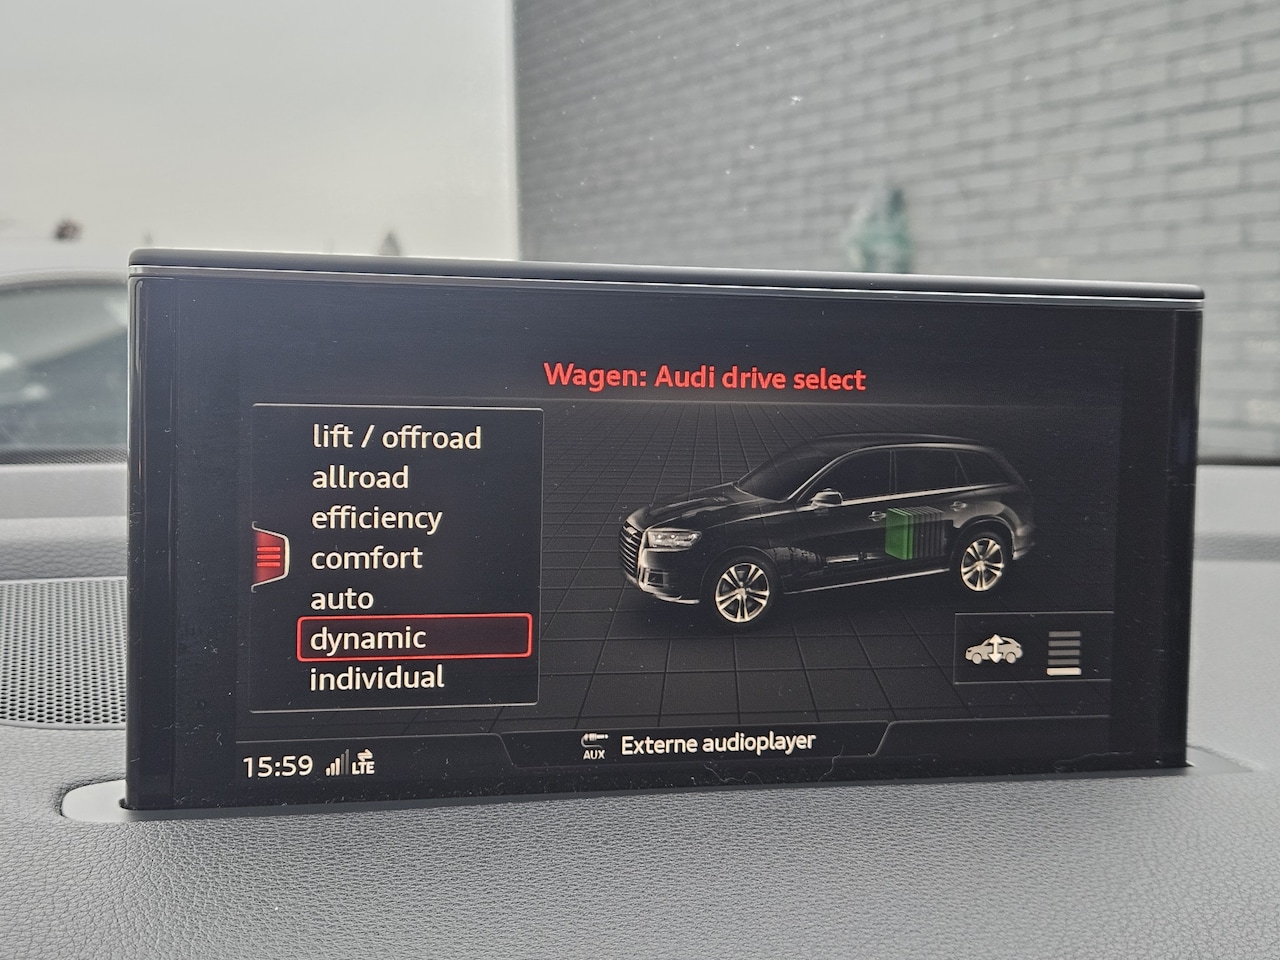 Wagen: Audi drive select
lift / offroad
allroad
efficiency
comfort
auto
dynamic
individual
15:59
LTE
AUX
Externe audioplayer